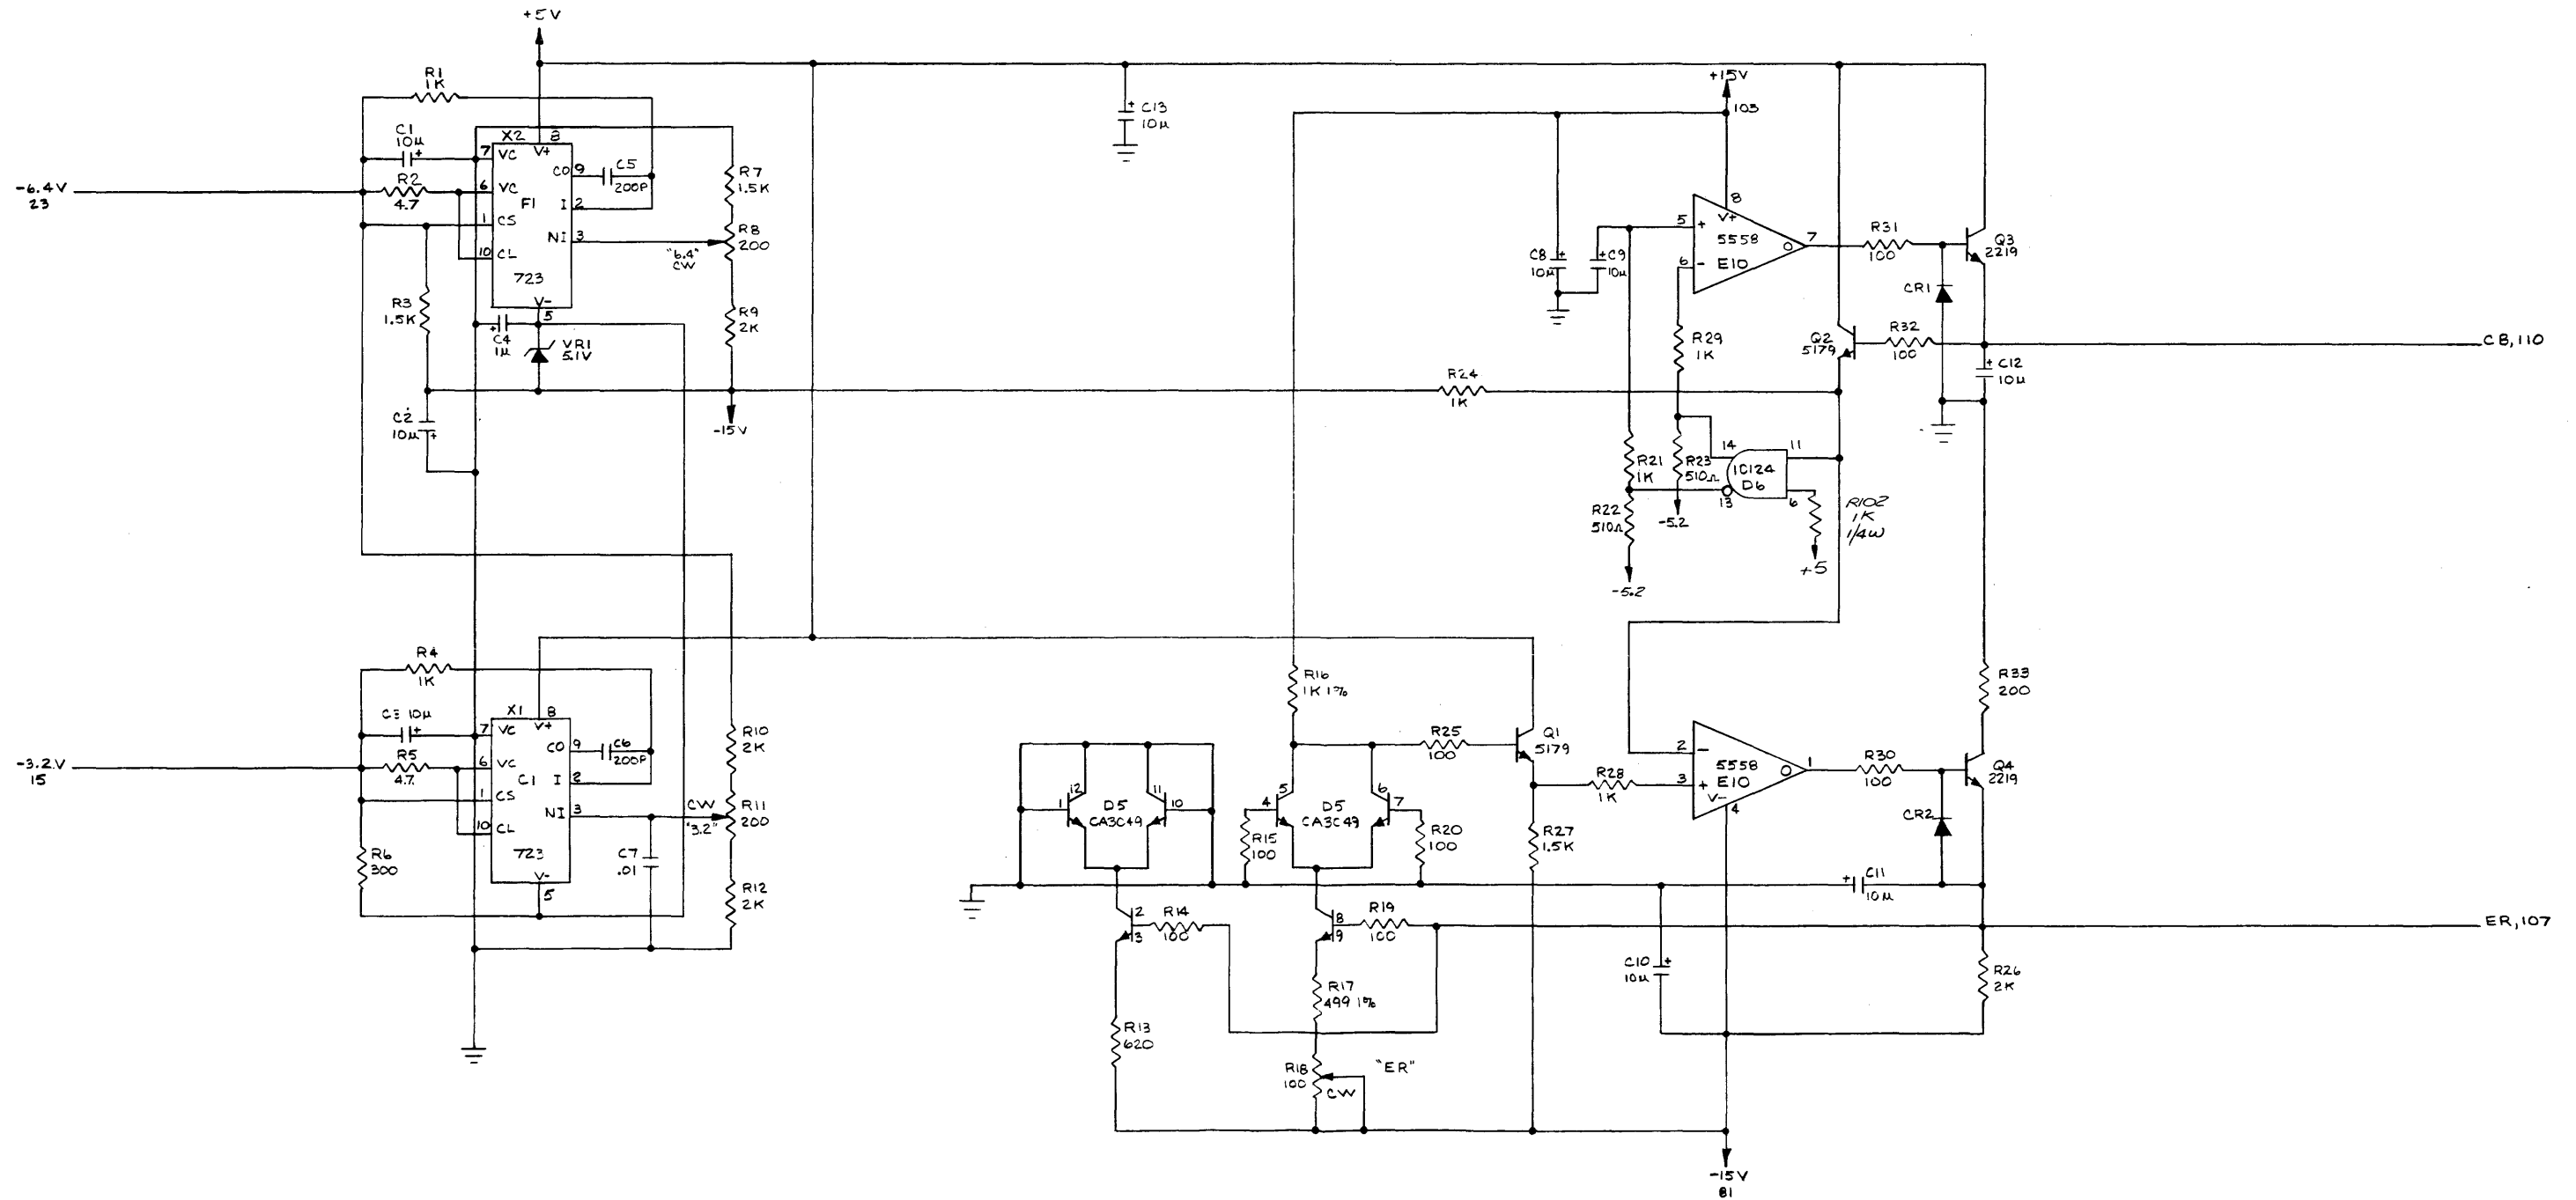 +5V
R1
1K
C1
10µ
+
X2
8
7
VC
V+
CO
9
C5
200P
R2
4.7
6
VC
F1
I
2
1
CS
NI
3
10
CL
723
V-
5
-6.4V
23
R7
1.5K
R8
200
"6.4"
CW
R9
2K
R3
1.5K
+
C4
1µ
VR1
5.1V
C2
10µ
+
-15V
+
C13
10µ
R24
1K
+15V
103
C8
10µ
+
+
C9
10µ
8
V+
5
+
5558
O
7
6
-
E10
R31
100
Q3
2219
CR1
R29
1K
Q2
5179
R32
100
CB,110
+
C12
10µ
14
11
IC124
D6
13
6
R21
1K
R23
510Ω
R22
510Ω
-5.2
-5.2
R102
1K
1/4W
+5
R4
1K
C3 10µ
+
X1
8
7
VC
V+
CO
9
C6
200P
R5
4.7
6
VC
C1
I
2
1
CS
NI
3
10
CL
723
V-
5
-3.2V
15
R6
300
C7
.01
R10
2K
CW
"3.2"
R11
200
R12
2K
R16
1K 1%
R25
100
Q1
5179
R28
1K
2
-
5558
O
1
3
+
E10
V-
4
R30
100
Q4
2219
CR2
R33
200
12
1
D5
CA3C49
11
10
5
4
D5
CA3C49
6
7
R15
100
R20
100
R27
1.5K
+
C11
10µ
2
3
R14
100
8
9
R19
100
ER,107
C10
10µ
+
R26
2K
R17
499 1%
R13
620
R18
100
CW
"ER"
-15V
81